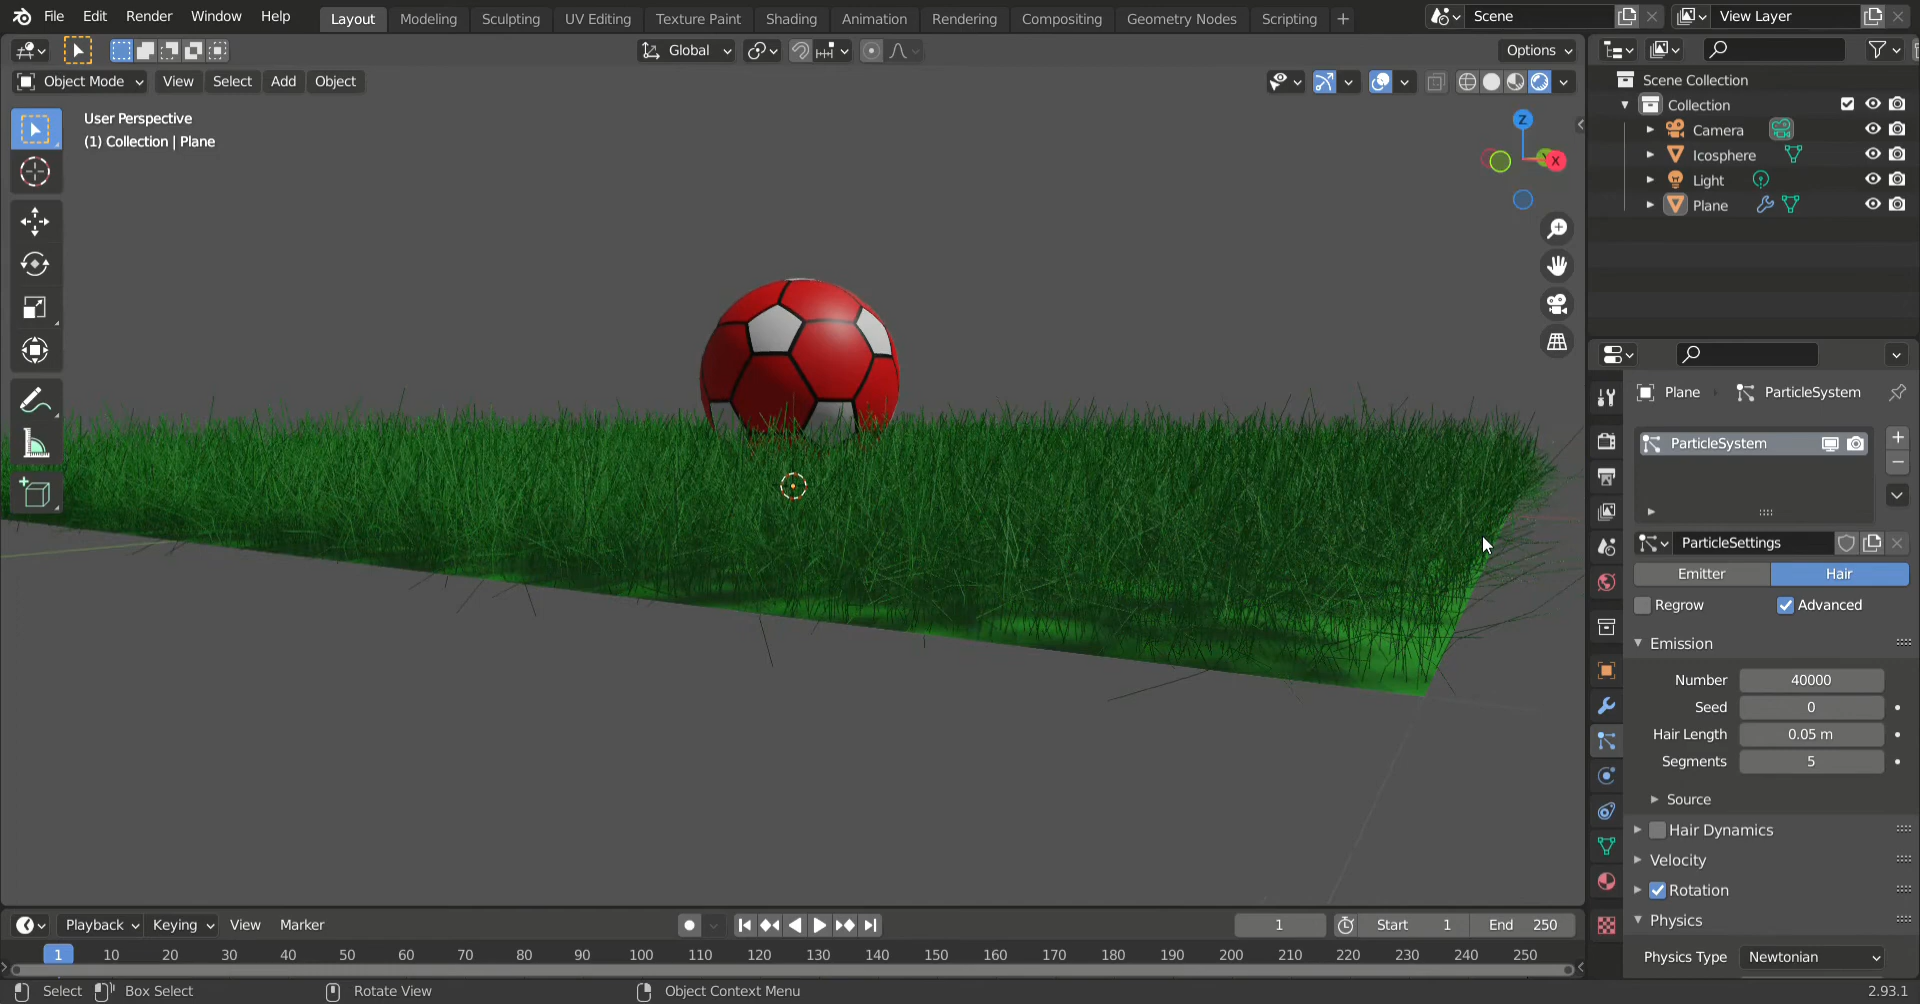 File Edit Render Window Help Layout Modeling Sculpting UV Editing Texture Paint Shading Animation Rendering Compositing Geometry Nodes Scripting + Scene View Layer
Global Options
Object Mode View Select Add Object
User Perspective
(1) Collection | Plane
Z
X
Scene Collection
Collection
Camera
Icosphere
Light
Plane
Plane ParticleSystem
ParticleSystem
ParticleSettings
Emitter Hair
Regrow Advanced
Emission
Number 40000
Seed 0
Hair Length 0.05 m
Segments 5
Source
Hair Dynamics
Velocity
Rotation
Physics
Physics Type Newtonian
Playback Keying View Marker 1 Start 1 End 250
1 10 20 30 40 50 60 70 80 90 100 110 120 130 140 150 160 170 180 190 200 210 220 230 240 250
Select Box Select Rotate View Object Context Menu 2.93.1